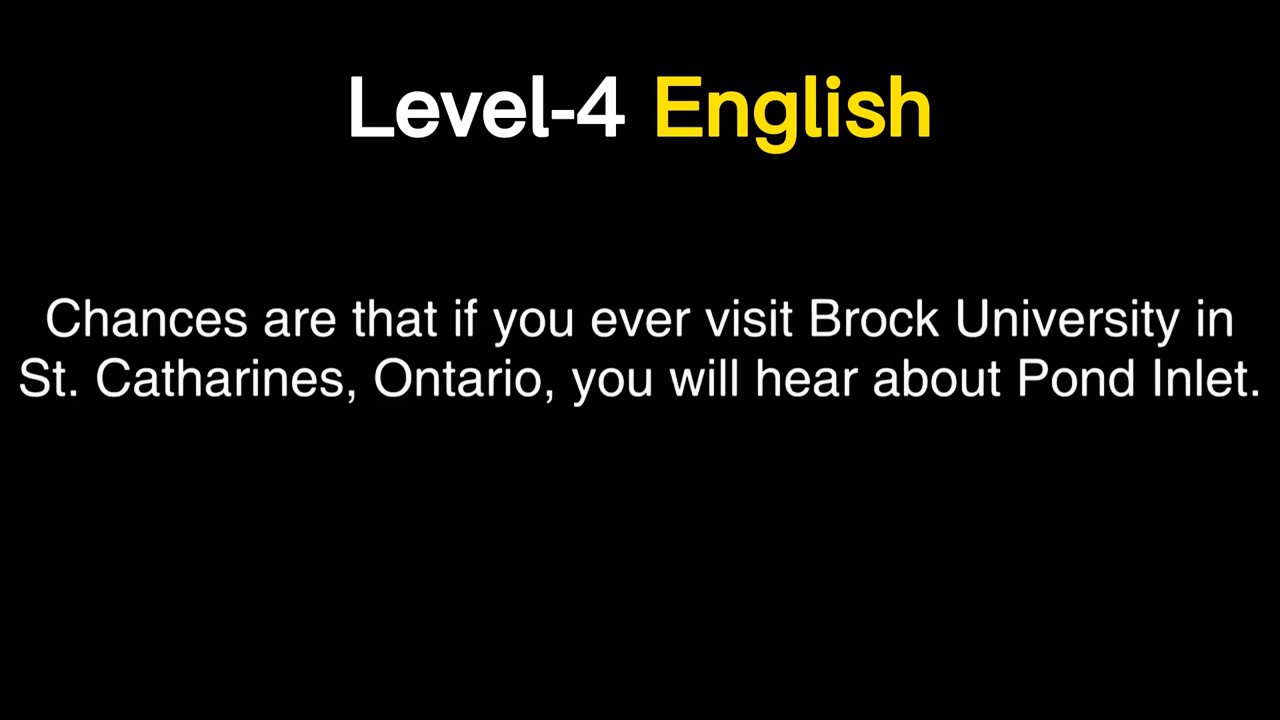 Level-4 English
Chances are that if you ever visit Brock University in
St. Catharines, Ontario, you will hear about Pond Inlet.